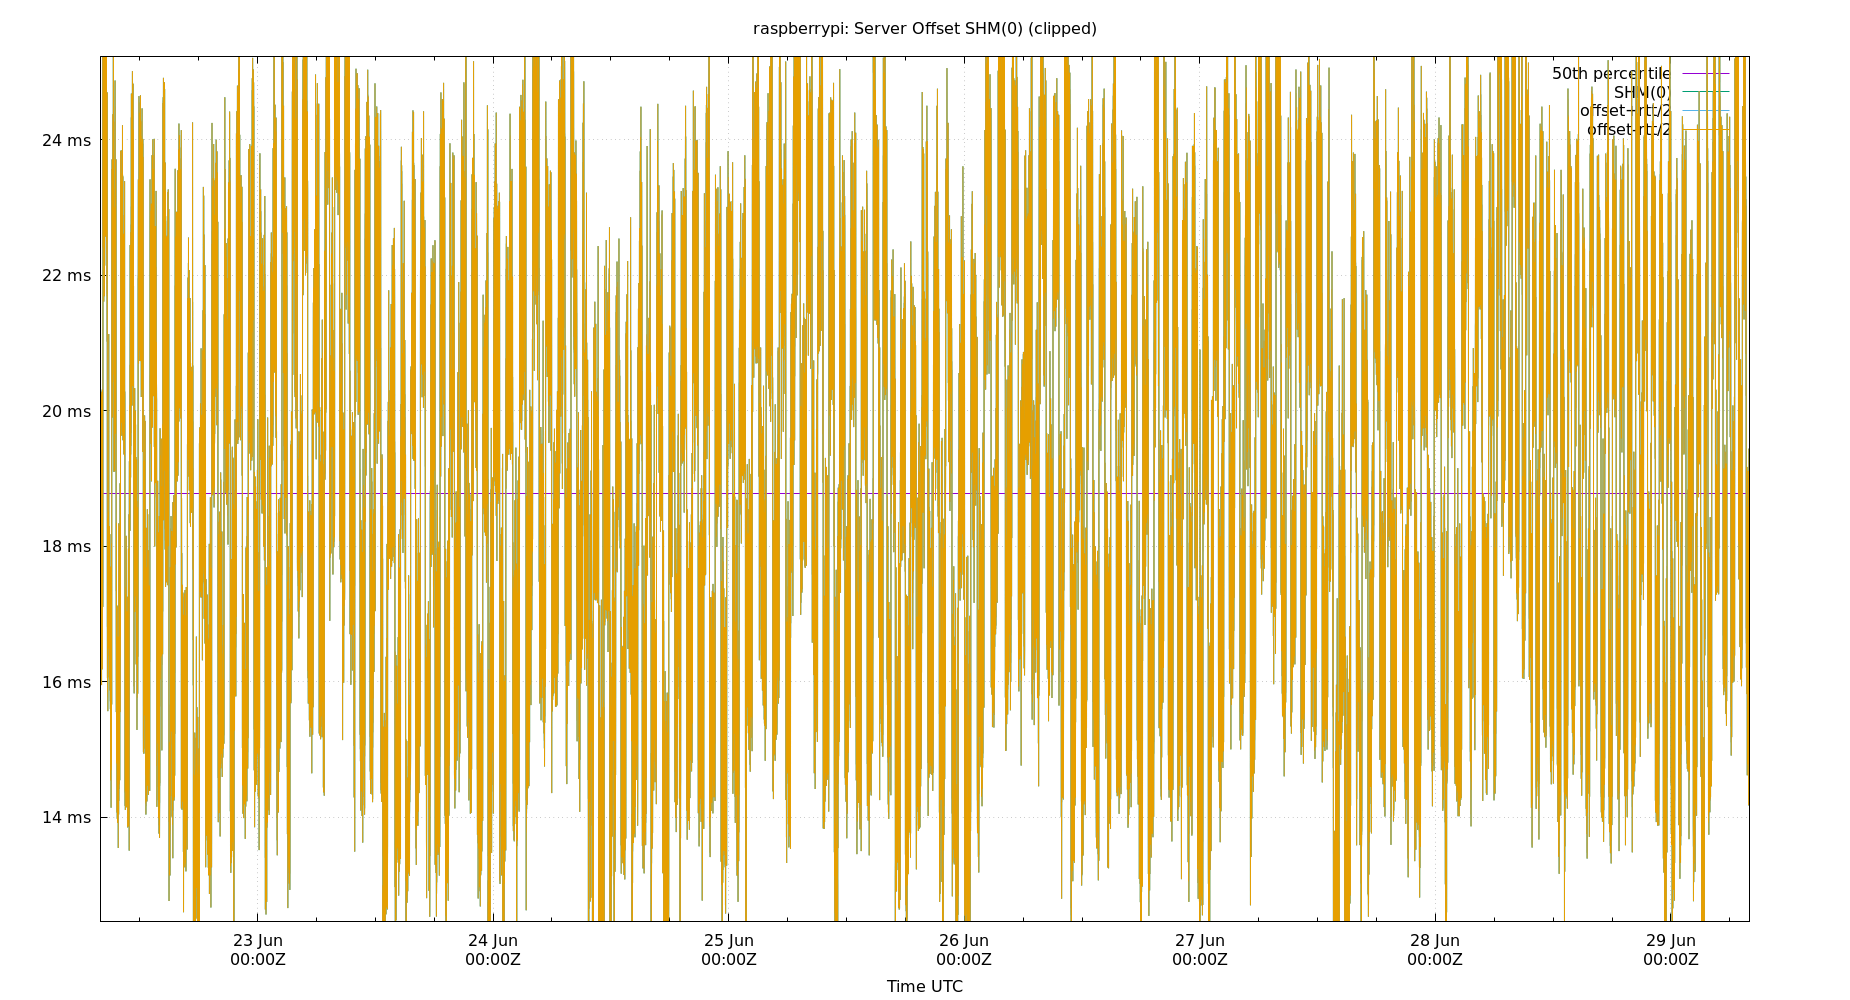 raspberrypi: Server Offset SHM(0) (clipped)
50th percentile
SHM(0)
offset+rtt/2
offset-rtt/2
24 ms
22 ms
20 ms
18 ms
16 ms
14 ms
23 Jun 24 Jun 25 Jun 26 Jun 27 Jun 28 Jun 29 Jun
00:00Z 00:00Z 00:00Z 00:00Z 00:00Z 00:00Z 00:00Z
Time UTC